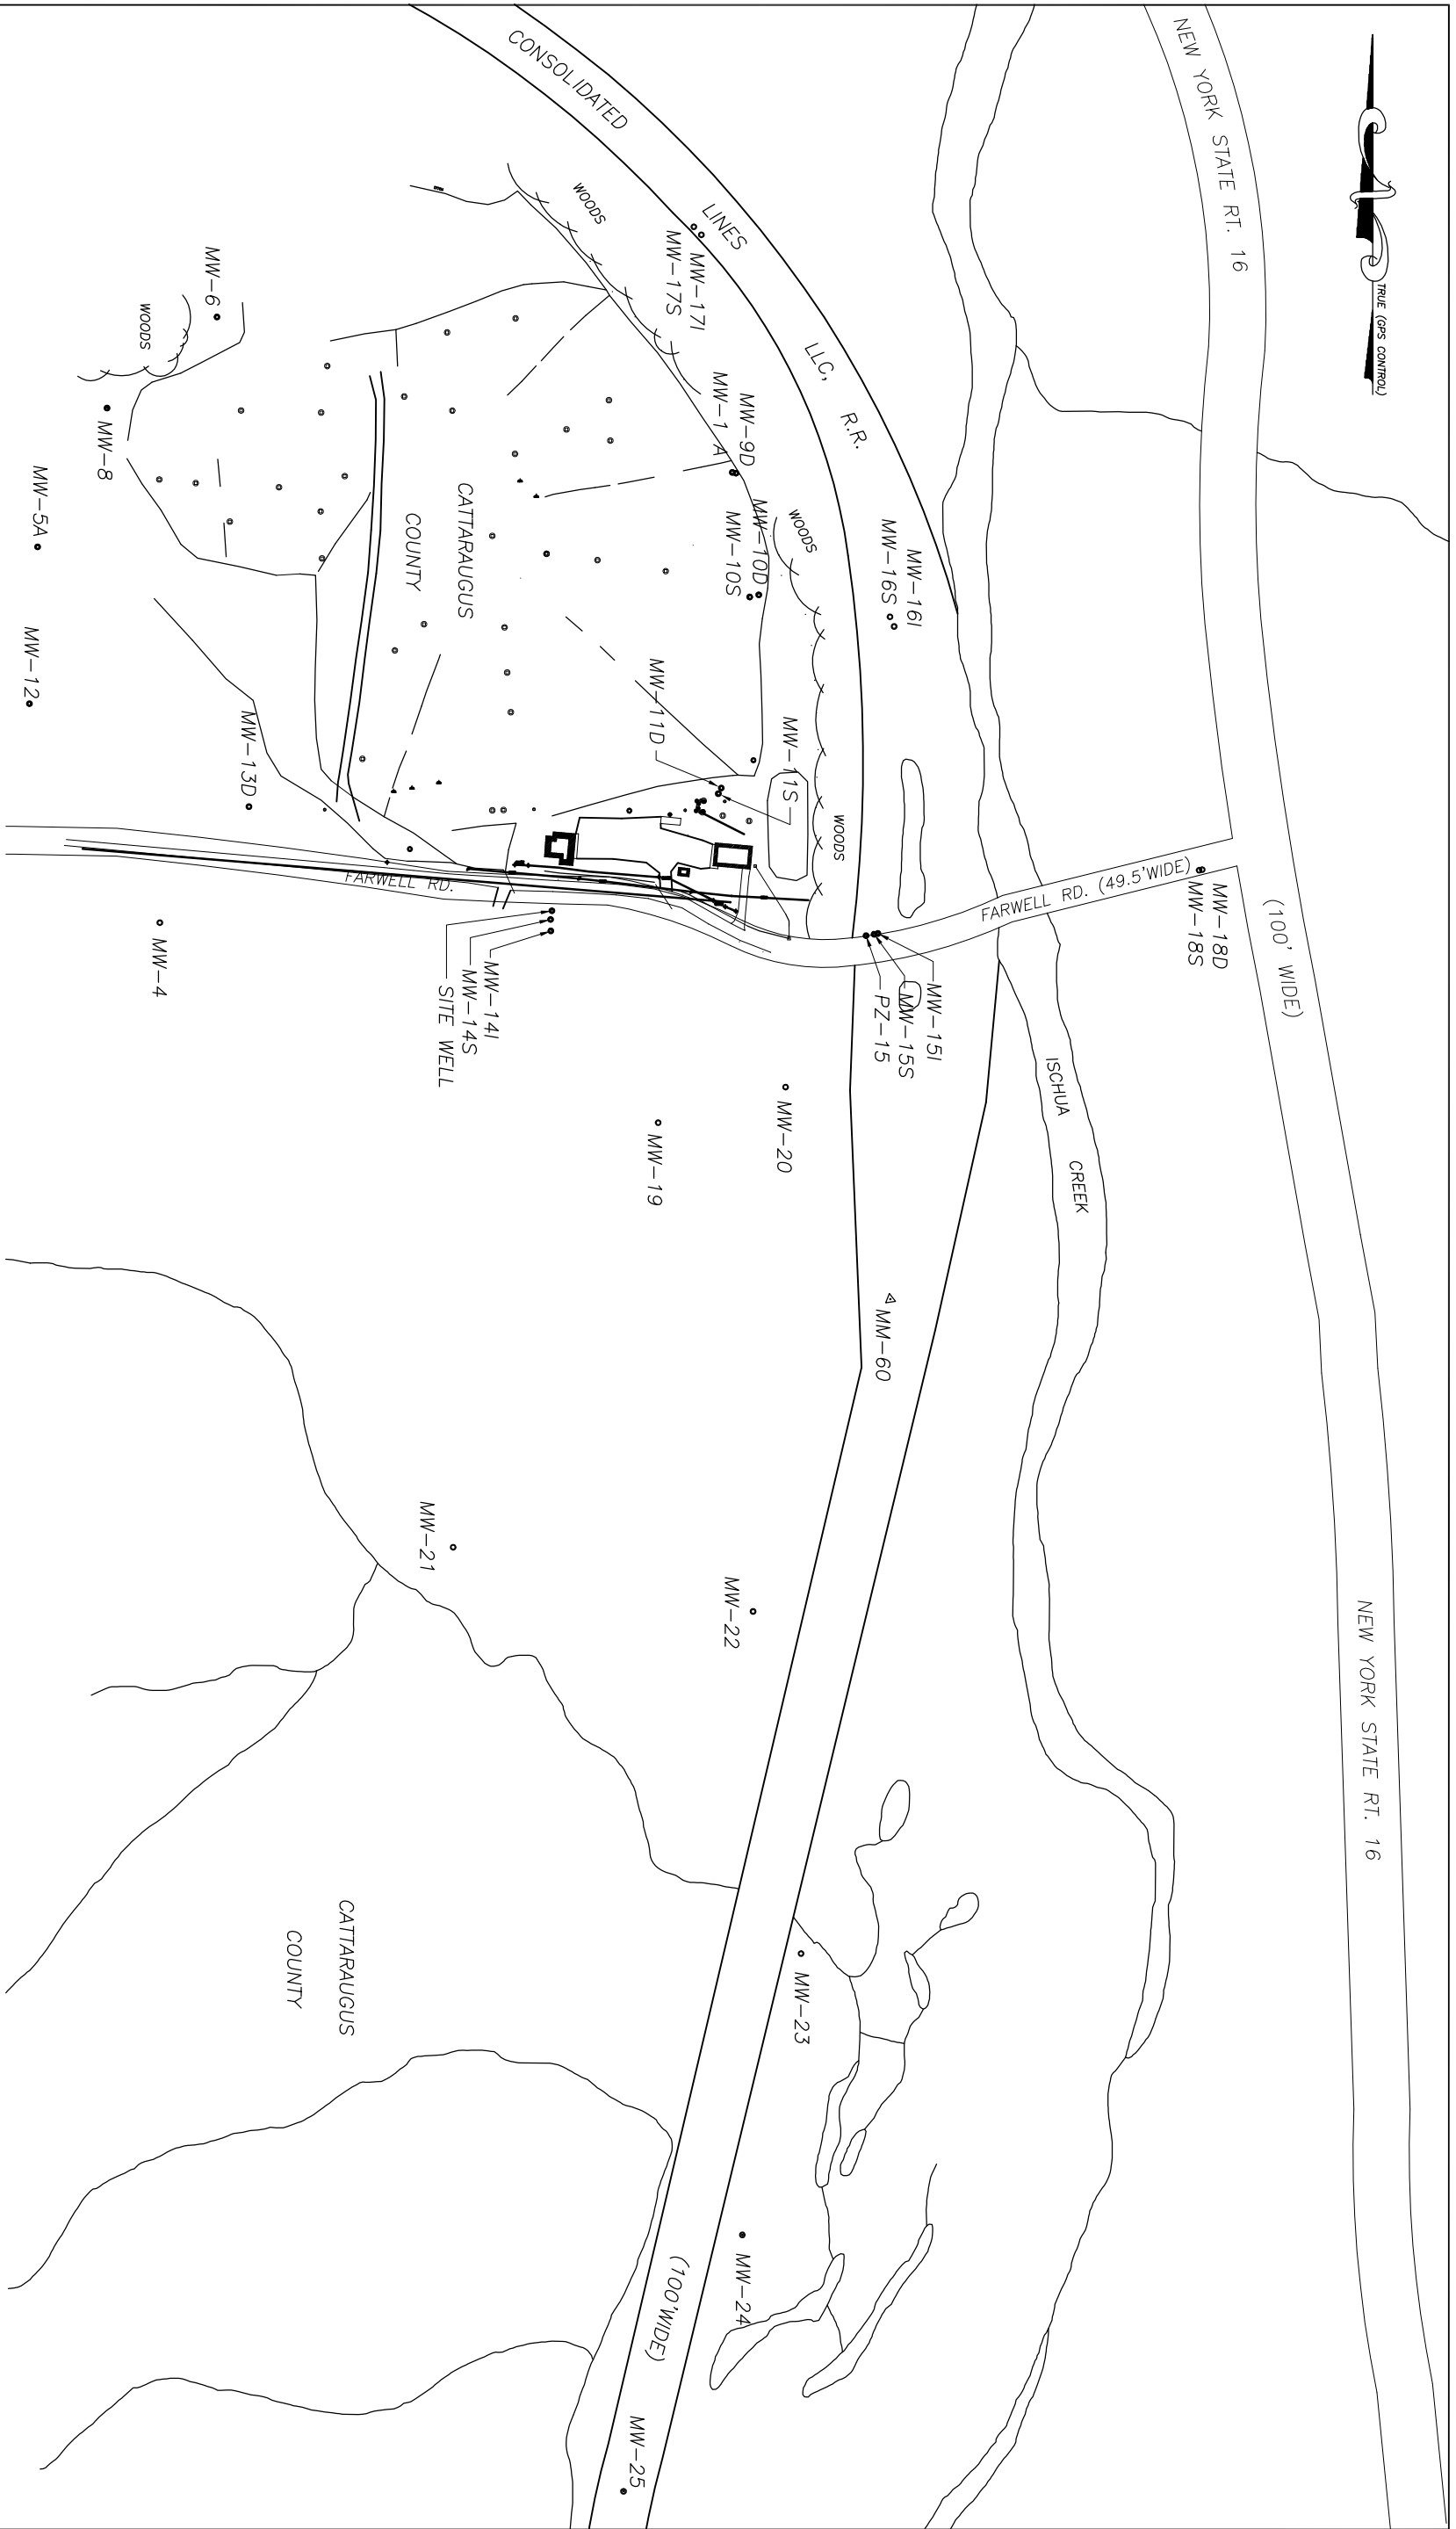 TRUE (GPS CONTROL)
NEW YORK STATE RT. 16
(100' WIDE)
NEW YORK STATE RT. 16
CONSOLIDATED
LINES
LLC,
R.R.
WOODS
MW-17I
MW-17S
MW-9D
MW-1 A
MW-10D
MW-10S
WOODS
MW-16I
MW-16S
MW-6
WOODS
MW-8
MW-5A
MW-12
MW-13D
CATTARAUGUS
COUNTY
MW-11D
MW-11S
WOODS
FARWELL RD.
FARWELL RD. (49.5'WIDE)
MW-18D
MW-18S
MW-15I
MW-15S
PZ-15
MW-14I
MW-14S
SITE WELL
MW-4
ISCHUA
CREEK
MW-20
MW-19
MM-60
MW-21
MW-22
MW-23
CATTARAUGUS
COUNTY
MW-24
(100'WIDE)
MW-25